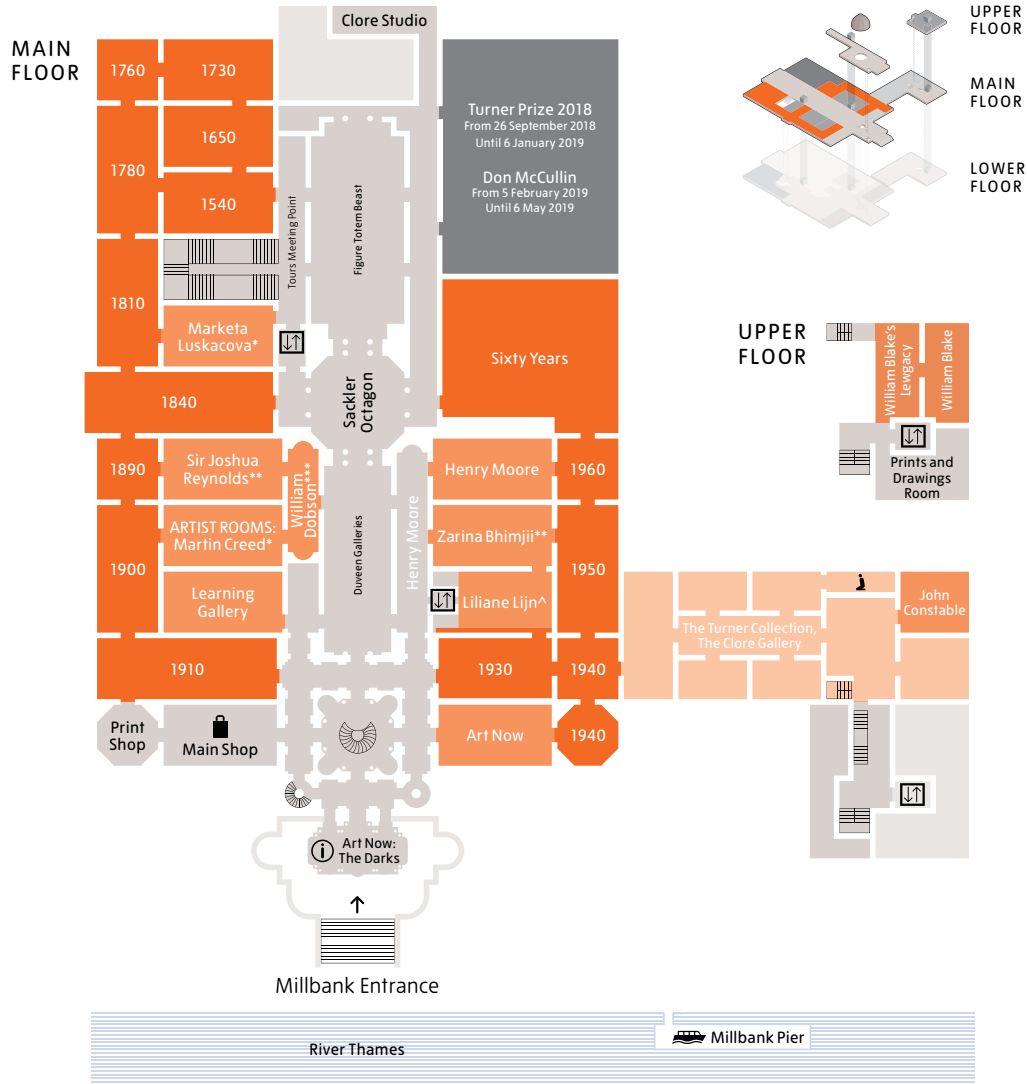 MAIN
FLOOR
Clore Studio
1760
1730
1650
1780
1540
1810
Marketa
Luskacova*
1840
1890
Sir Joshua
Reynolds**
William
Dobson***
1900
ARTIST ROOMS:
Martin Creed*
Learning
Gallery
1910
Print
Shop
Main Shop
Tours Meeting Point
Figure Totem Beast
Sackler
Octagon
Duveen Galleries
Henry Moore
Turner Prize 2018
From 26 September 2018
Until 6 January 2019
Don McCullin
From 5 February 2019
Until 6 May 2019
Sixty Years
Henry Moore
1960
Zarina Bhimjii**
1950
Liliane Lijn^
1930
1940
Art Now
1940
The Turner Collection,
The Clore Gallery
John
Constable
i
Art Now:
The Darks
Millbank Entrance
River Thames
Millbank Pier
UPPER
FLOOR
MAIN
FLOOR
LOWER
FLOOR
UPPER
FLOOR
William Blake's
Lewgacy
William Blake
Prints and
Drawings
Room